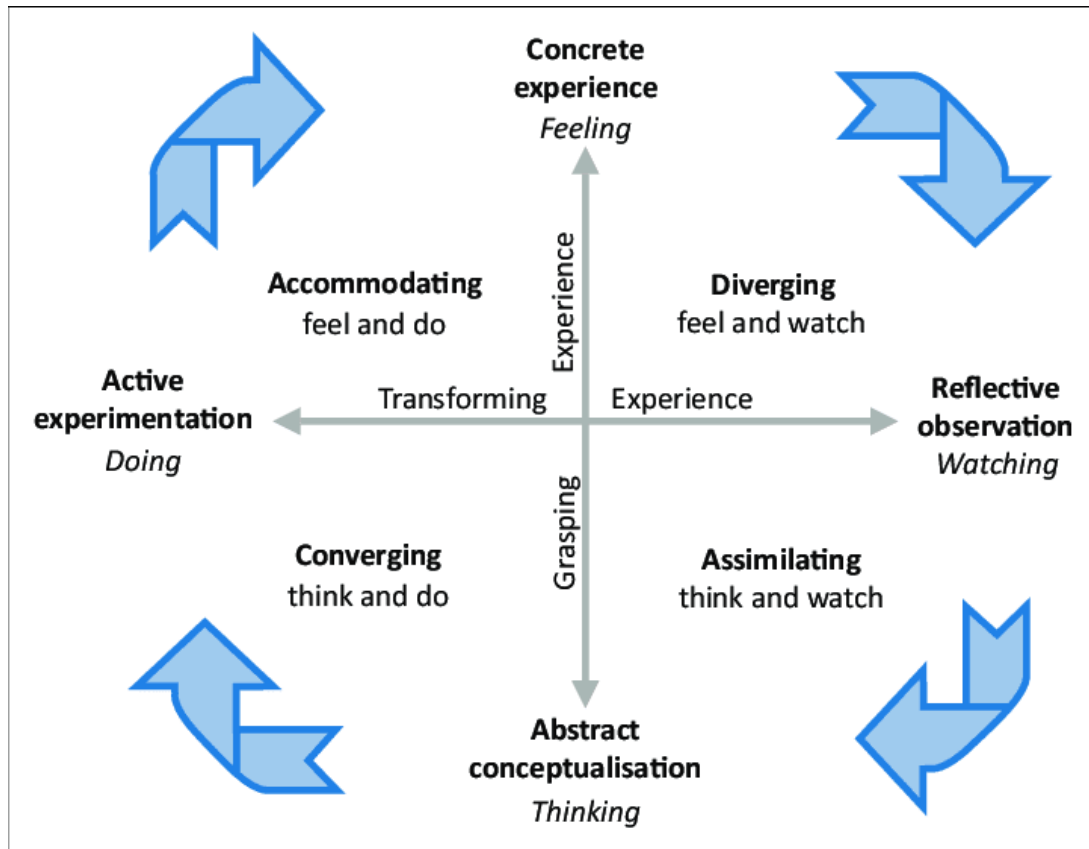 Concrete
experience
Feeling
Experience
Accommodating
feel and do
Diverging
feel and watch
Active
experimentation
Doing
Transforming
Experience
Reflective
observation
Watching
Grasping
Converging
think and do
Assimilating
think and watch
Abstract
conceptualisation
Thinking